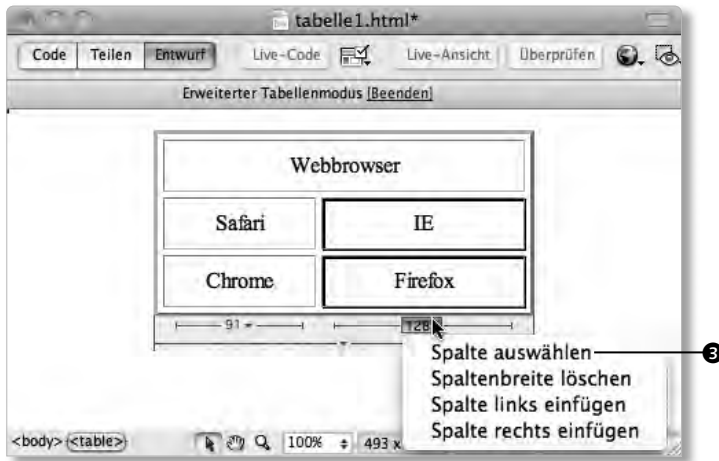 tabelle1.html*
Code Teilen Entwurf Live-Code Live-Ansicht Überprüfen
Erweiterter Tabellenmodus [Beenden]
Webbrowser
Safari IE
Chrome Firefox
91 128
Spalte auswählen 3
Spaltenbreite löschen
Spalte links einfügen
Spalte rechts einfügen
<body> <table> 100% 493 x